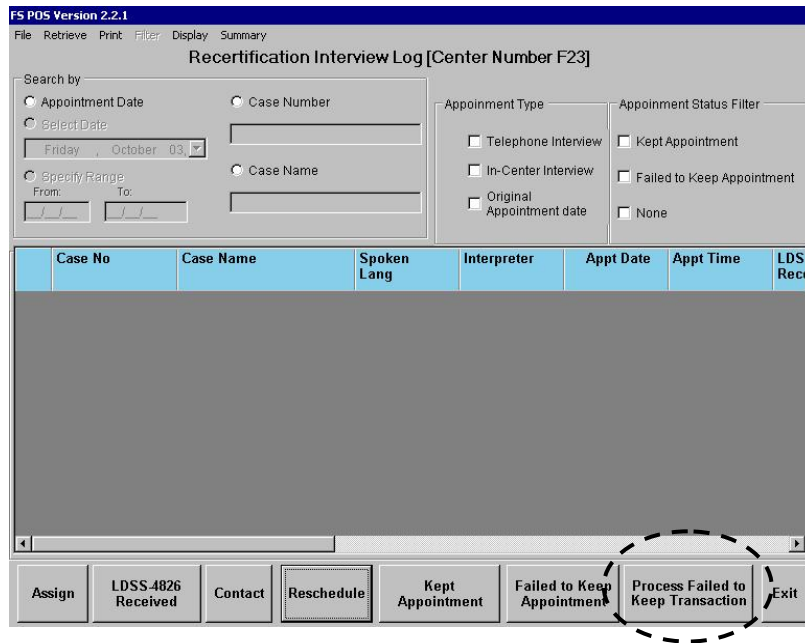 FS POS Version 2.2.1
File Retrieve Print Filter Display Summary
Recertification Interview Log [Center Number F23]
Search by
Appointment Date
Select Date
Friday , October 03,
Specify Range
From: To:
_/_/__ _/_/__
Case Number
Case Name
Appoinment Type
Telephone Interview
In-Center Interview
Original
Appointment date
Appoinment Status Filter
Kept Appointment
Failed to Keep Appointment
None
Case No Case Name Spoken Lang Interpreter Appt Date Appt Time LDS Rec
Assign
LDSS-4826
Received
Contact
Reschedule
Kept
Appointment
Failed to Keep
Appointment
Process Failed to
Keep Transaction
Exit